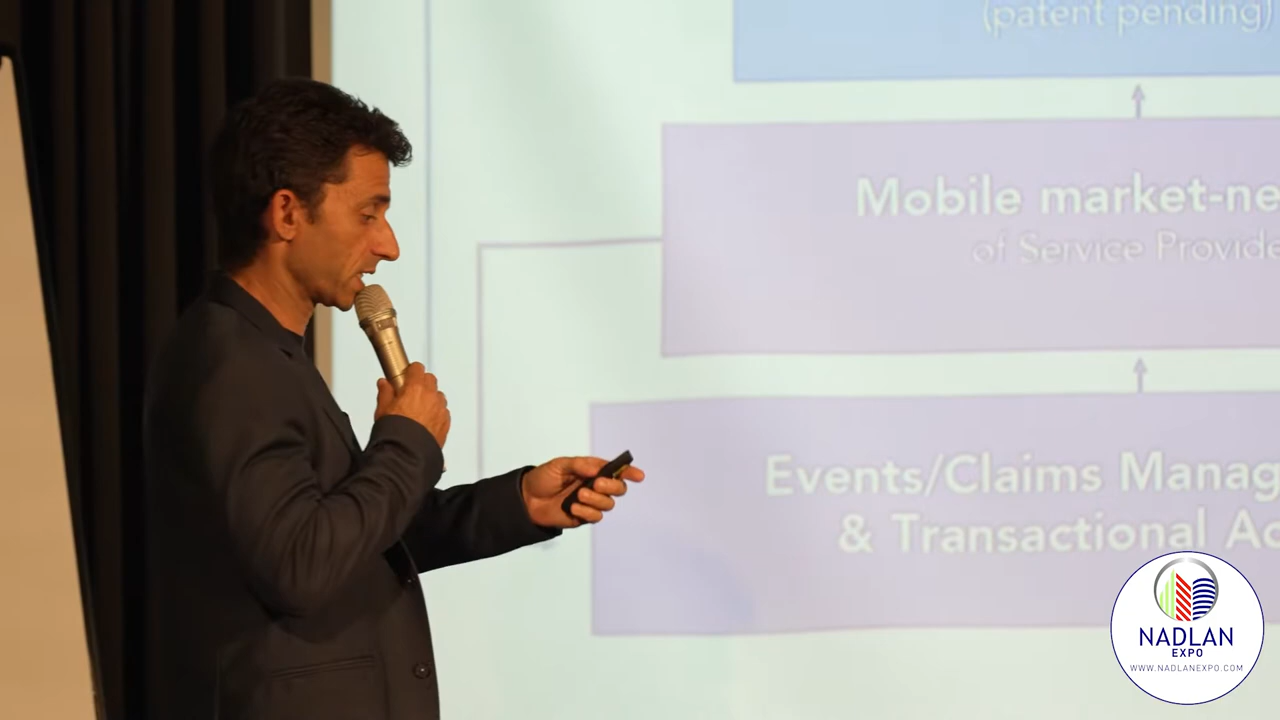 (patent pending)
Mobile market-ne
of Service Provide
Events/Claims Manag
& Transactional Ac
NADLAN
EXPO
WWW.NADLANEXPO.COM